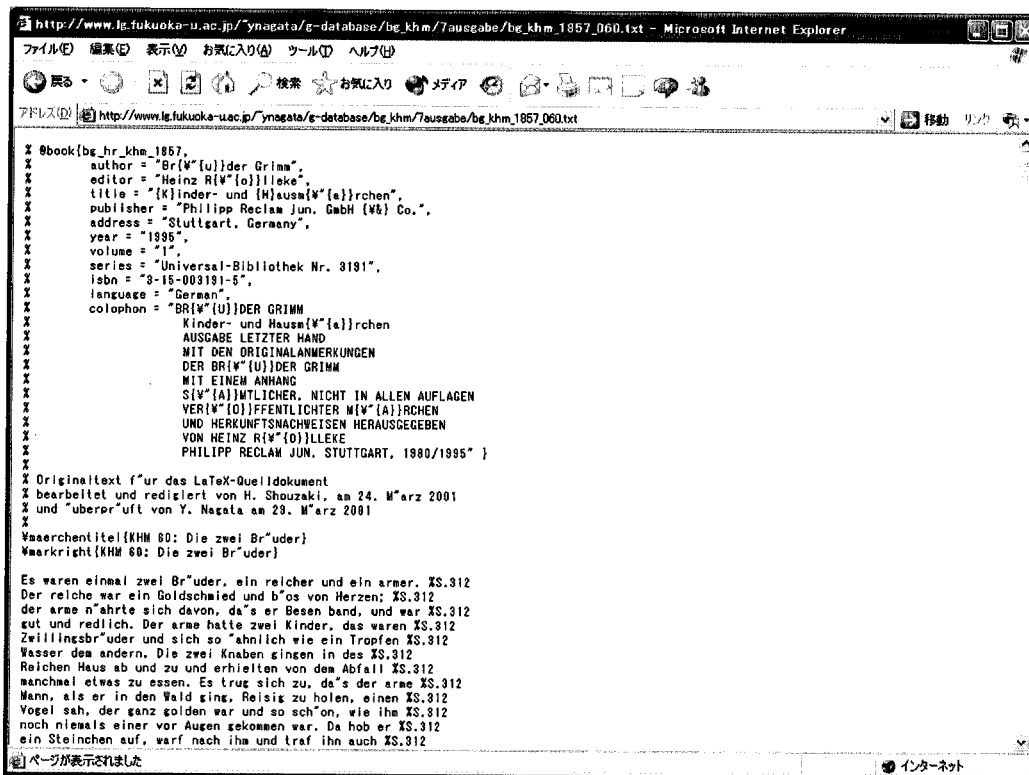 http://www.lg.fukuoka-u.ac.jp/~ynagata/g-database/bg_khm/7ausgabe/bg_khm_1857_060.txt - Microsoft Internet Explorer
ファイル(F) 編集(E) 表示(V) お気に入り(A) ツール(T) ヘルプ(H)
戻る 検索 お気に入り メディア
アドレス(D) http://www.lg.fukuoka-u.ac.jp/~ynagata/g-database/bg_khm/7ausgabe/bg_khm_1857_060.txt 移動 リンク
% @book{bg_hr_khm_1857,
% author = "Br{¥"{u}}der Grimm",
% editor = "Heinz R{¥"{o}}lleke",
% title = "{K}inder- und {H}ausm{¥"{a}}rchen",
% publisher = "Philipp Reclam Jun. GmbH {¥&} Co.",
% address = "Stuttgart, Germany",
% year = "1995",
% volume = "1",
% series = "Universal-Bibliothek Nr. 3191",
% isbn = "3-15-003191-5",
% language = "German",
% colophon = "BR{¥"{U}}DER GRIMM
% Kinder- und Hausm{¥"{a}}rchen
% AUSGABE LETZTER HAND
% MIT DEN ORIGINALANMERKUNGEN
% DER BR{¥"{U}}DER GRIMM
% MIT EINEM ANHANG
% S{¥"{A}}MTLICHER, NICHT IN ALLEN AUFLAGEN
% VER{¥"{O}}FFENTLICHTER M{¥"{A}}RCHEN
% UND HERKUNFTSNACHWEISEN HERAUSGEGEBEN
% VON HEINZ R{¥"{O}}LLEKE
% PHILIPP RECLAM JUN. STUTTGART, 1980/1995" }
%
% Originaltext f"ur das LaTeX-Quelldokument
% bearbeitet und redigiert von H. Shouzaki, am 24. M"arz 2001
% und "uberpr"uft von Y. Nagata am 29. M"arz 2001
%
¥maerchentitel{KHM 60: Die zwei Br"uder}
¥markright{KHM 60: Die zwei Br"uder}
Es waren einmal zwei Br"uder, ein reicher und ein armer. %S.312
Der reiche war ein Goldschmied und b"os von Herzen; %S.312
der arme n"ahrte sich davon, da"s er Besen band, und war %S.312
gut und redlich. Der arme hatte zwei Kinder, das waren %S.312
Zwillingsbr"uder und sich so "ahnlich wie ein Tropfen %S.312
Wasser dem andern. Die zwei Knaben gingen in des %S.312
Reichen Haus ab und zu und erhielten von dem Abfall %S.312
manchmal etwas zu essen. Es trug sich zu, da"s der arme %S.312
Mann, als er in den Wald ging, Reisig zu holen, einen %S.312
Vogel sah, der ganz golden war und so sch"on, wie ihm %S.312
noch niemals einer vor Augen gekommen war. Da hob er %S.312
ein Steinchen auf, warf nach ihm und traf ihn auch %S.312
ページが表示されました インターネット